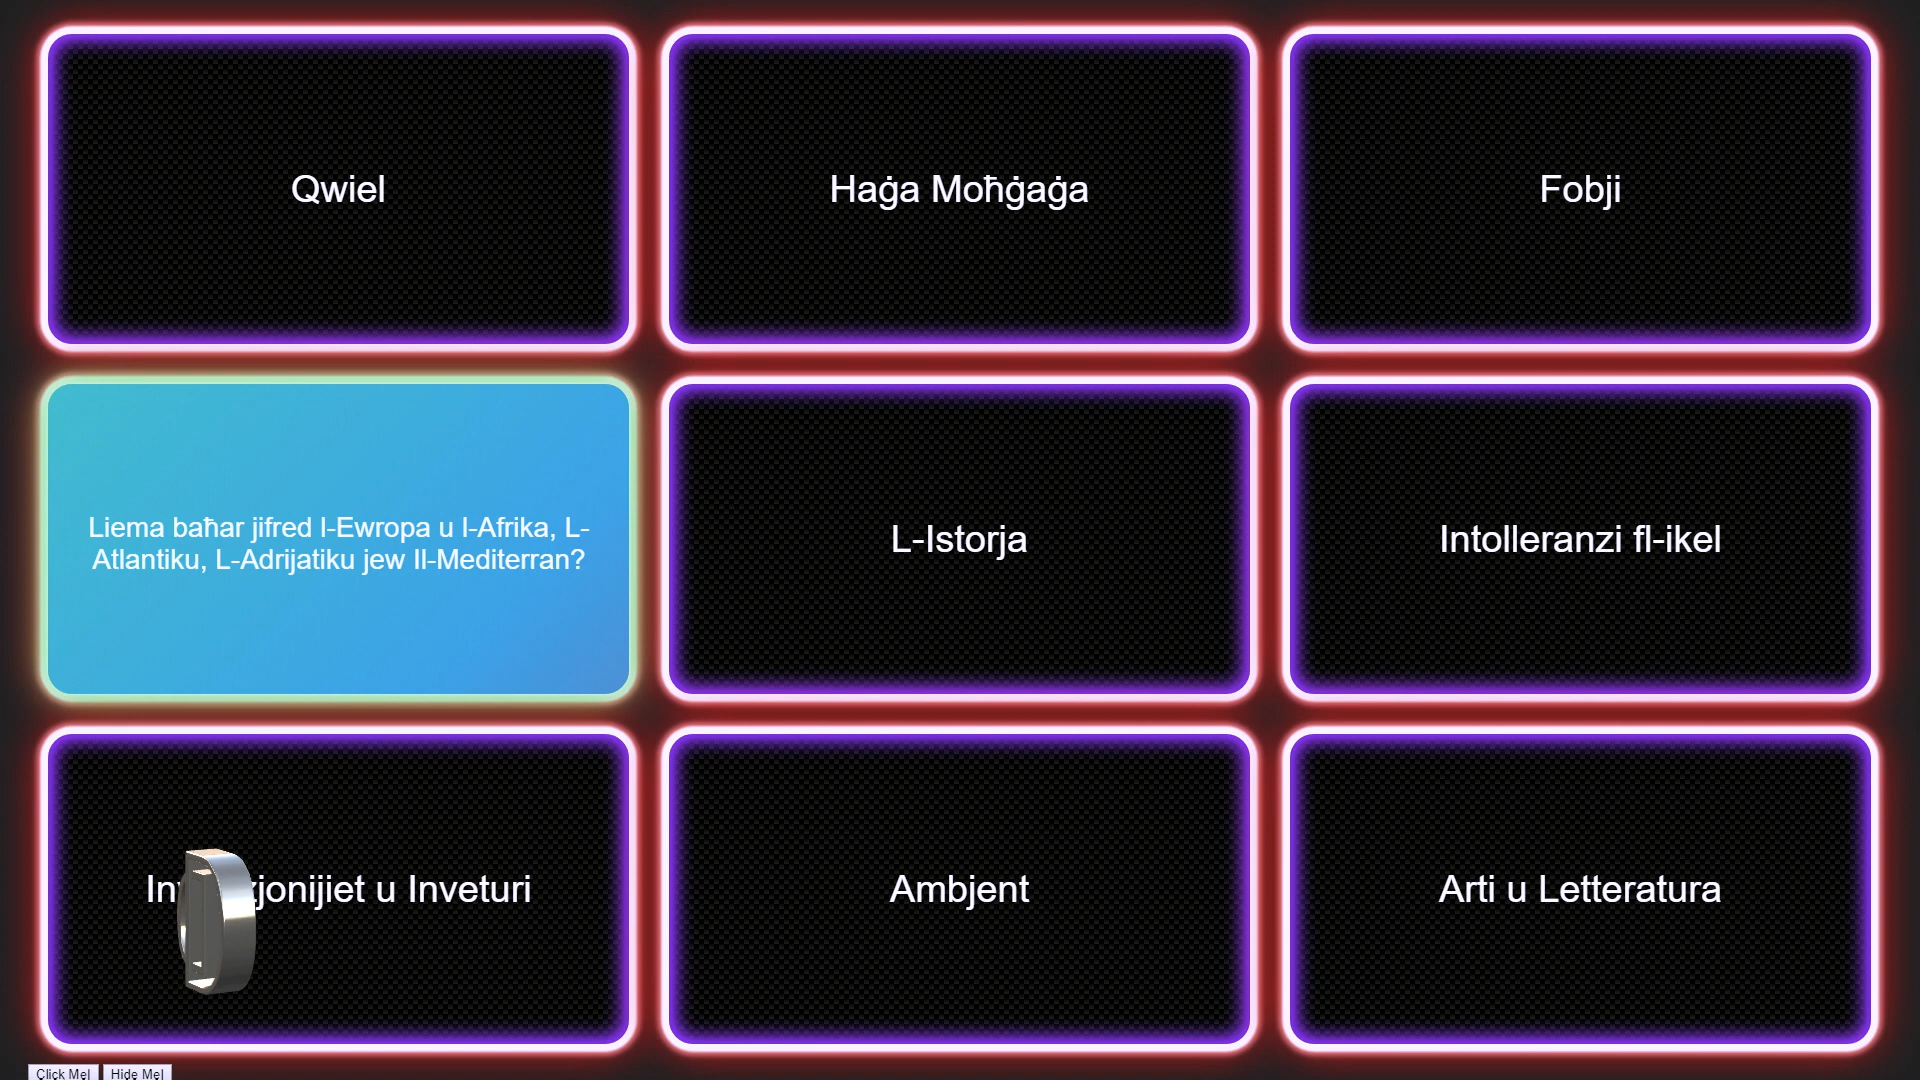 Qwiel
Haġa Moħġaġa
Fobji
Liema baħar jifred l-Ewropa u l-Afrika, L-
Atlantiku, L-Adrijatiku jew Il-Mediterran?
L-Istorja
Intolleranzi fl-ikel
u Inveturi
Ambjent
Arti u Letteratura
Click Me!
Hide Me!